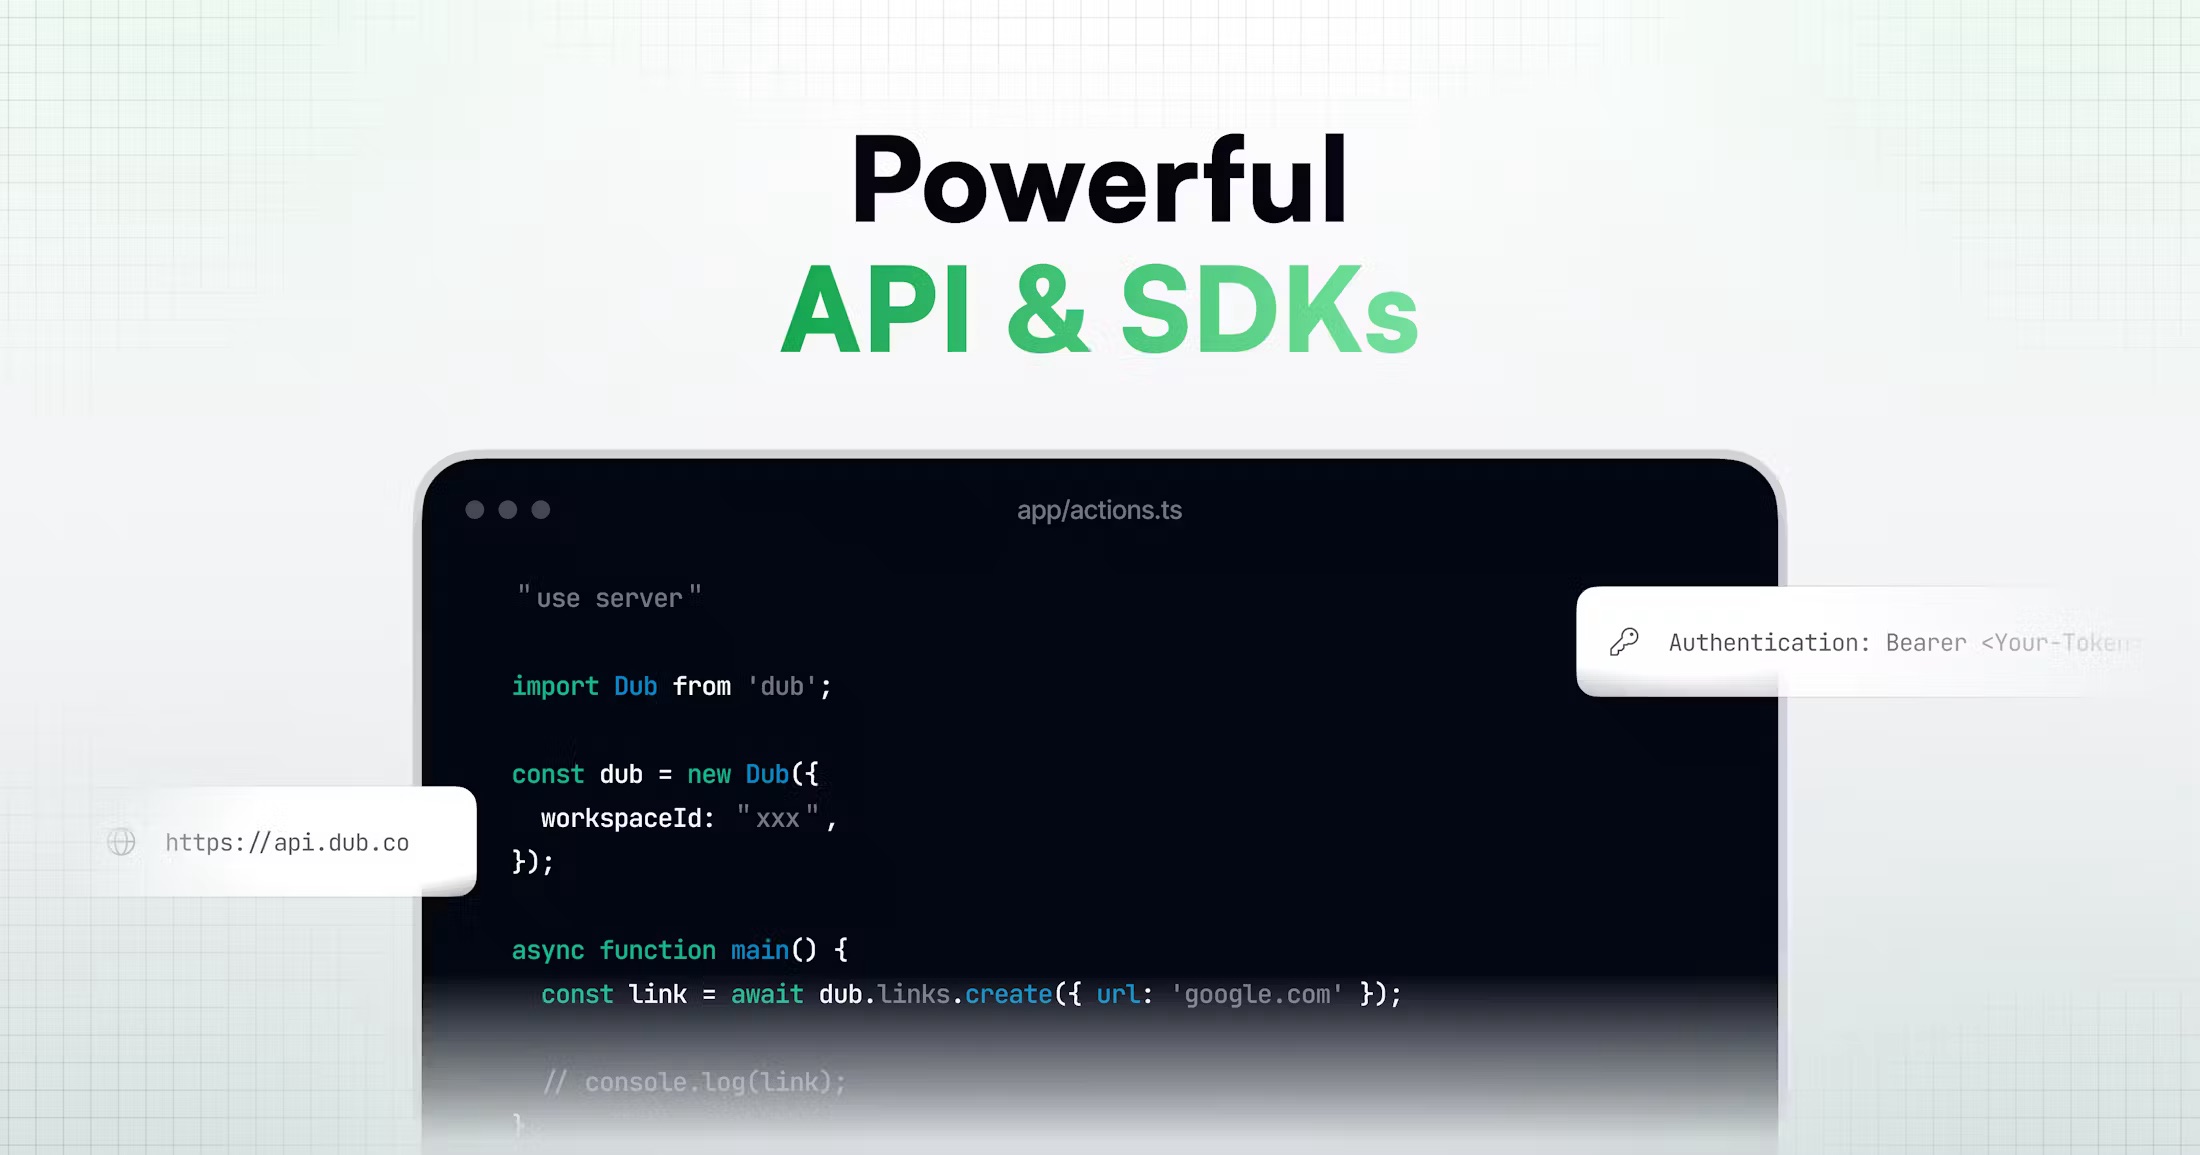 Powerful
API & SDKs
app/actions.ts
"use server"
import Dub from 'dub';
const dub = new Dub({
  workspaceId: "xxx",
});
async function main() {
  const link = await dub.links.create({ url: 'google.com' });
  // console.log(link);
}
Authentication: Bearer <Your-Token
https://api.dub.co